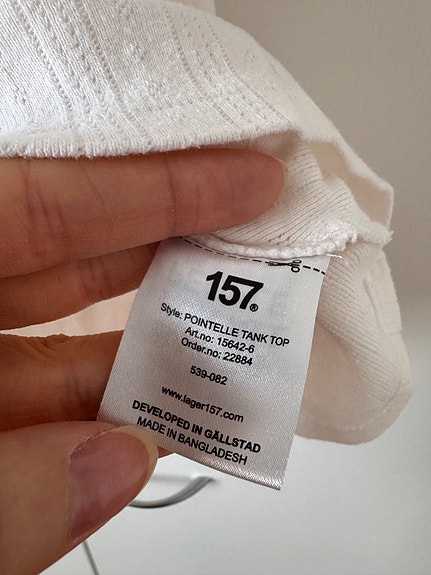 157®
Style: POINTELLE TANK TOP
Art.no: 15642-6
Order.no: 22884
539-082
www.lager157.com
DEVELOPED IN GÄLLSTAD
MADE IN BANGLADESH